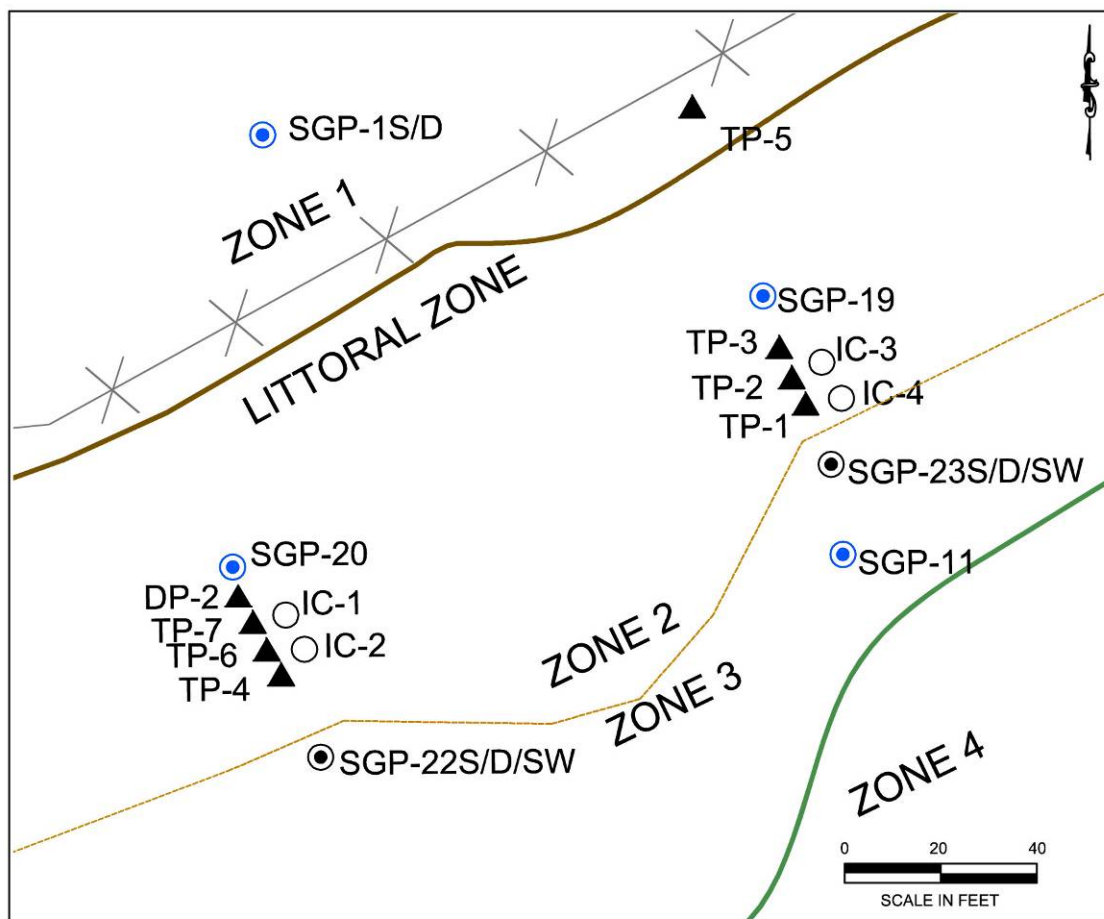 SGP-1S/D
TP-5
ZONE 1
LITTORAL ZONE
SGP-19
TP-3
IC-3
TP-2
IC-4
TP-1
SGP-23S/D/SW
SGP-20
SGP-11
DP-2
IC-1
TP-7
IC-2
TP-6
TP-4
ZONE 2
ZONE 3
SGP-22S/D/SW
ZONE 4
0 20 40
SCALE IN FEET